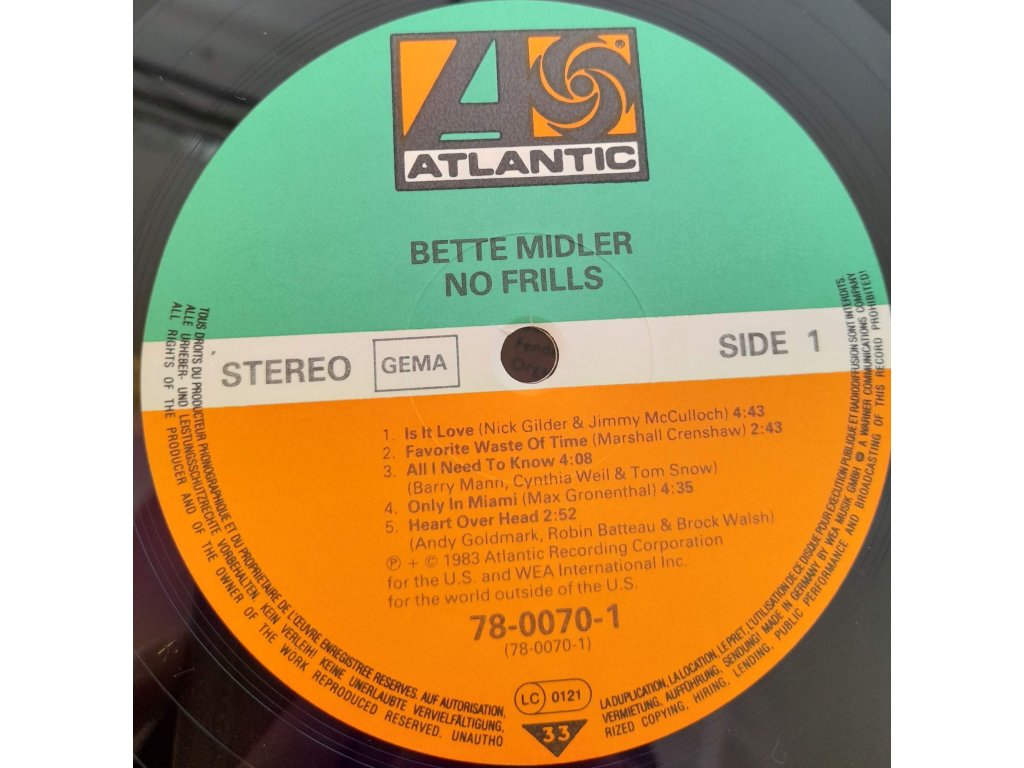 ATLANTIC
®
BETTE MIDLER
NO FRILLS
STEREO
GEMA
SIDE 1
1. Is It Love (Nick Gilder & Jimmy McCulloch) 4:43
2. Favorite Waste Of Time (Marshall Crenshaw) 2:43
3. All I Need To Know 4:08
(Barry Mann, Cynthia Weil & Tom Snow)
4. Only In Miami (Max Gronenthal) 4:35
5. Heart Over Head 2:52
(Andy Goldmark, Robin Batteau & Brock Walsh)
℗ + © 1983 Atlantic Recording Corporation
for the U.S. and WEA International Inc.
for the world outside of the U.S.
78-0070-1
(78-0070-1)
LC 0121
33
TOUS DROITS DU PRODUCTEUR PHONOGRAPHIQUE ET DU PROPRIETAIRE DE L'ŒUVRE ENREGISTREE RESERVES. AUF AUTORISATION,
ALLE URHEBER- UND LEISTUNGSSCHUTZRECHTE VORBEHALTEN KEIN VERLEIH! KEINE UNERLAUBTE VERVIELFÄLTIGUNG,
ALL RIGHTS OF THE PRODUCER AND OF THE OWNER OF THE WORK REPRODUCED RESERVED. UNAUTHO
LA DUPLICATION, LA LOCATION, LE PRET, L'UTILISATION DE CE DISQUE POUR EXECUTION PUBLIQUE ET RADIODIFFUSION SONT INTERDITS.
VERMIETUNG, AUFFÜHRUNG, SENDUNG! MADE IN GERMANY BY WEA MUSIK GMBH A WARNER COMMUNICATIONS COMPANY
RIZED COPYING, HIRING, LENDING, PUBLIC PERFORMANCE AND BROADCASTING OF THIS RECORD PROHIBITED!